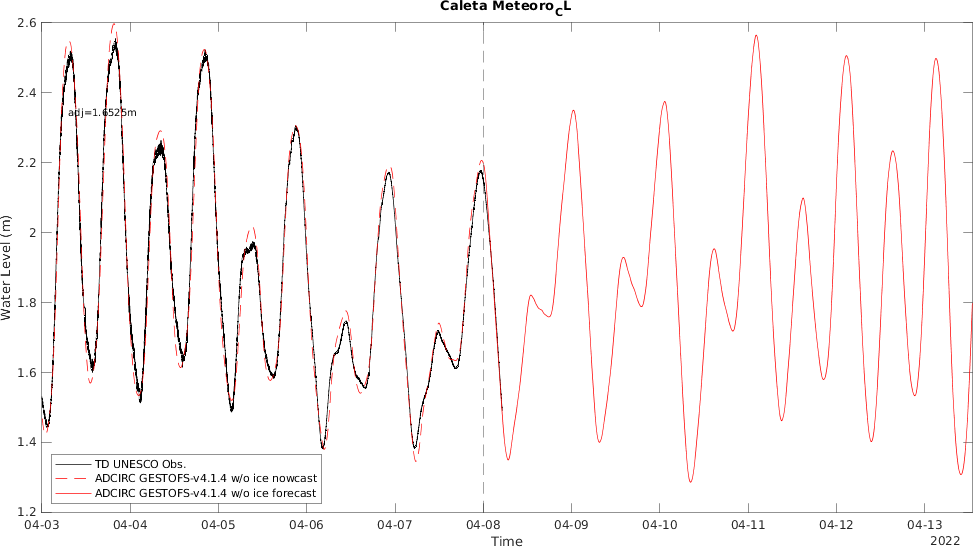 Caleta Meteoro_CL
2.6
2.4
adj=1.6525m
2.2
2
Water Level (m)
1.8
1.6
1.4
TD UNESCO Obs.
ADCIRC GESTOFS-v4.1.4 w/o ice nowcast
ADCIRC GESTOFS-v4.1.4 w/o ice forecast
1.2
04-03 04-04 04-05 04-06 04-07 04-08 04-09 04-10 04-11 04-12 04-13
Time
2022